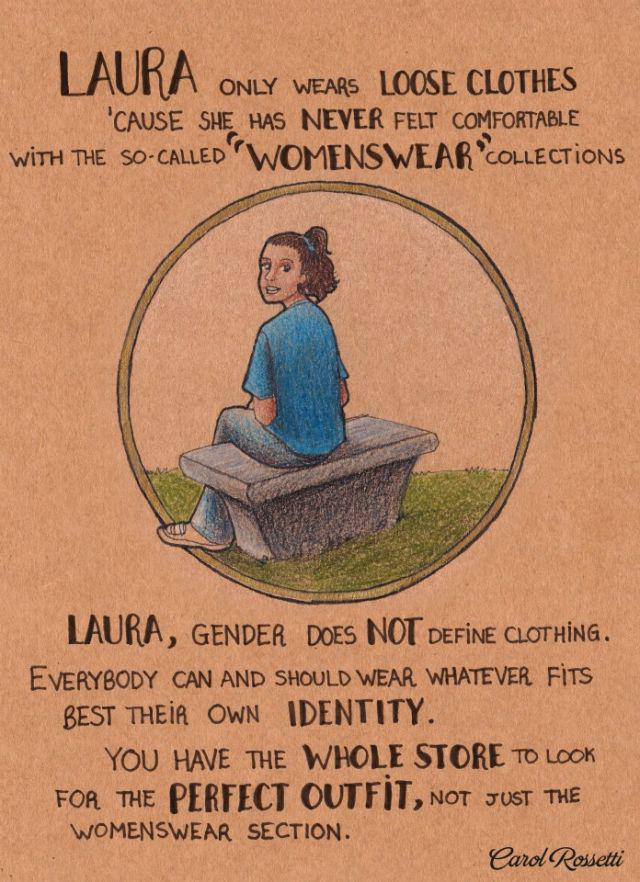 LAURA ONLY WEARS LOOSE CLOTHES
'CAUSE SHE HAS NEVER FELT COMFORTABLE
WITH THE SO-CALLED "WOMENSWEAR" COLLECTIONS
LAURA, GENDER DOES NOT DEFINE CLOTHING.
EVERYBODY CAN AND SHOULD WEAR WHATEVER FITS
BEST THEIR OWN IDENTITY.
YOU HAVE THE WHOLE STORE TO LOOK
FOR THE PERFECT OUTFIT, NOT JUST THE
WOMENSWEAR SECTION.
Carol Rossetti